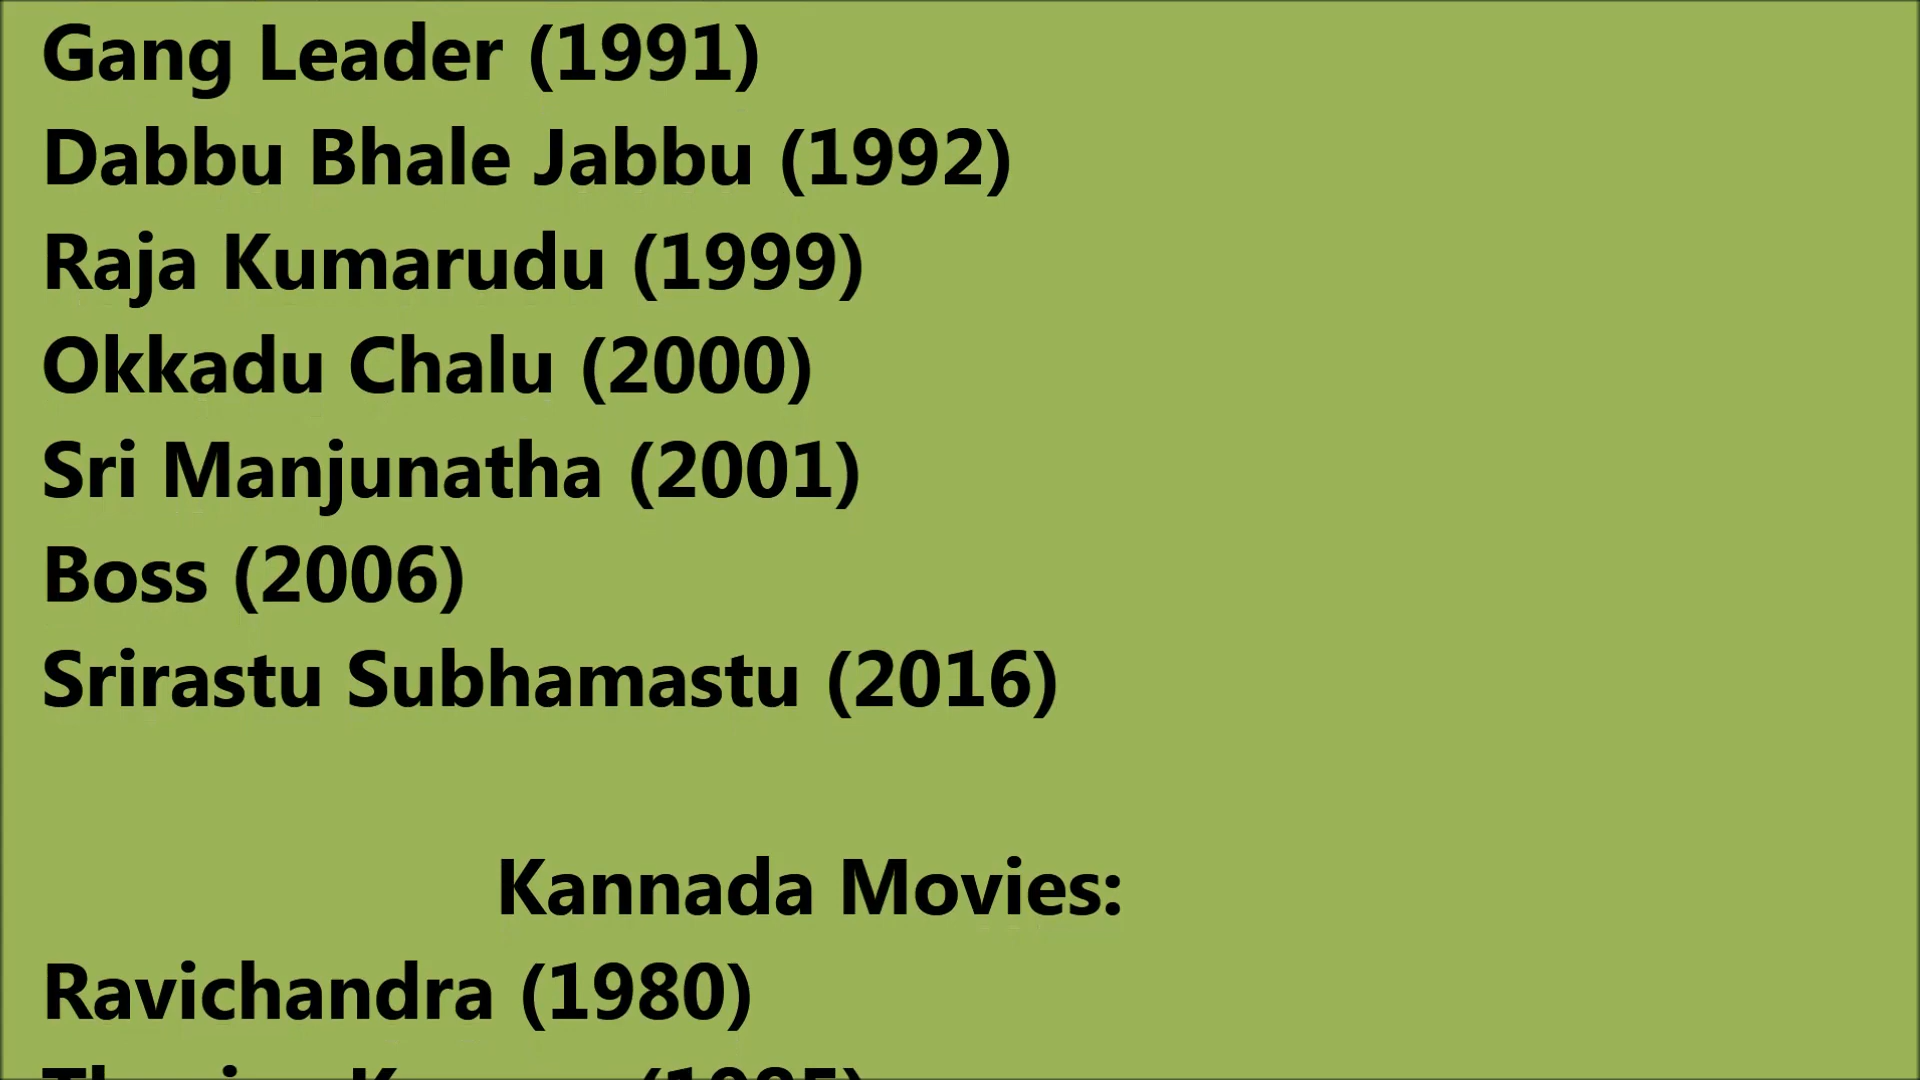 Gang Leader (1991)
Dabbu Bhale Jabbu (1992)
Raja Kumarudu (1999)
Okkadu Chalu (2000)
Sri Manjunatha (2001)
Boss (2006)
Srirastu Subhamastu (2016)
Kannada Movies:
Ravichandra (1980)